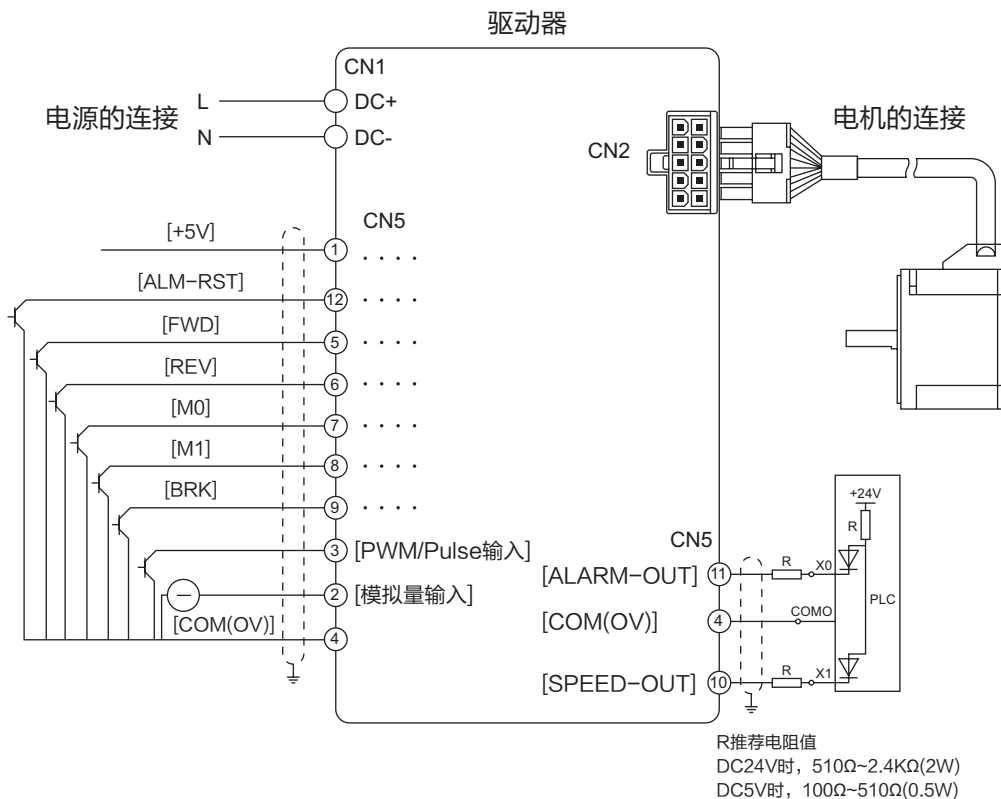 驱动器
CN1
L
DC+
电源的连接
N
DC-
CN2
电机的连接
CN5
[+5V]
1
[ALM-RST]
12
[FWD]
5
[REV]
6
[M0]
7
[M1]
8
[BRK]
9
3
[PWM/Pulse输入]
2
[模拟量输入]
[COM(OV)]
4
CN5
[ALARM-OUT]
11
R
X0
[COM(OV)]
4
COMO
[SPEED-OUT]
10
R
X1
+24V
R
PLC
R推荐电阻值
DC24V时，510Ω~2.4KΩ(2W)
DC5V时，100Ω~510Ω(0.5W)